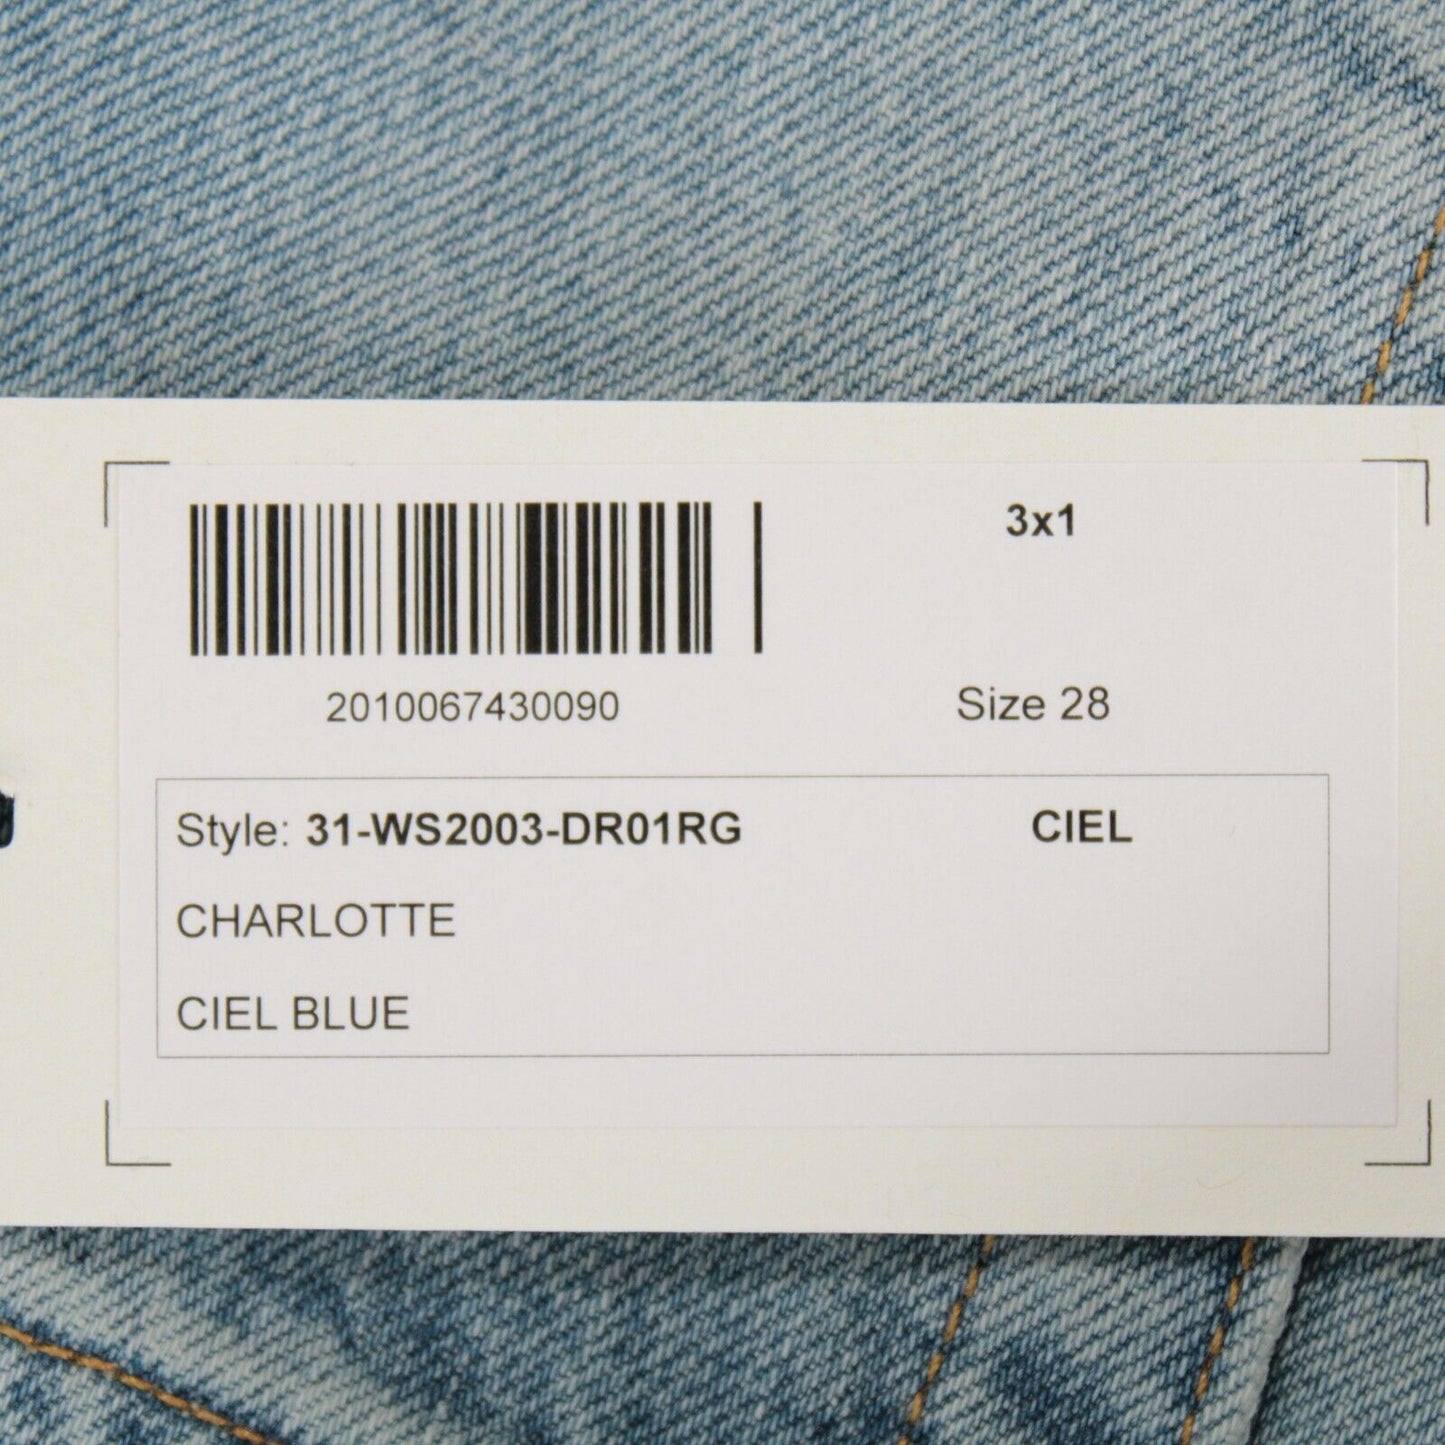 3x1
2010067430090
Size 28
Style: 31-WS2003-DR01RG CIEL
CHARLOTTE
CIEL BLUE